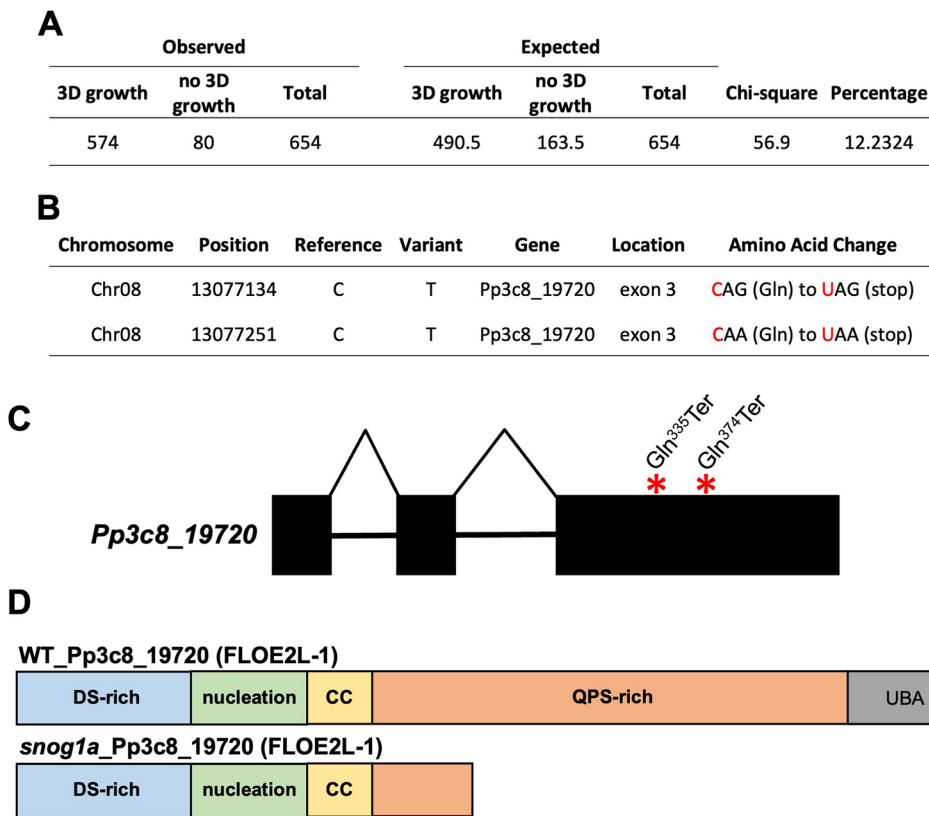 A
Observed Expected
3D growth no 3D growth Total 3D growth no 3D growth Total Chi-square Percentage
574 80 654 490.5 163.5 654 56.9 12.2324
B
Chromosome Position Reference Variant Gene Location Amino Acid Change
Chr08 13077134 C T Pp3c8_19720 exon 3 CAG (Gln) to UAG (stop)
Chr08 13077251 C T Pp3c8_19720 exon 3 CAA (Gln) to UAA (stop)
C
Gln335Ter Gln374Ter
* *
Pp3c8_19720
D
WT_Pp3c8_19720 (FLOE2L-1)
DS-rich nucleation CC QPS-rich UBA
snog1a_Pp3c8_19720 (FLOE2L-1)
DS-rich nucleation CC